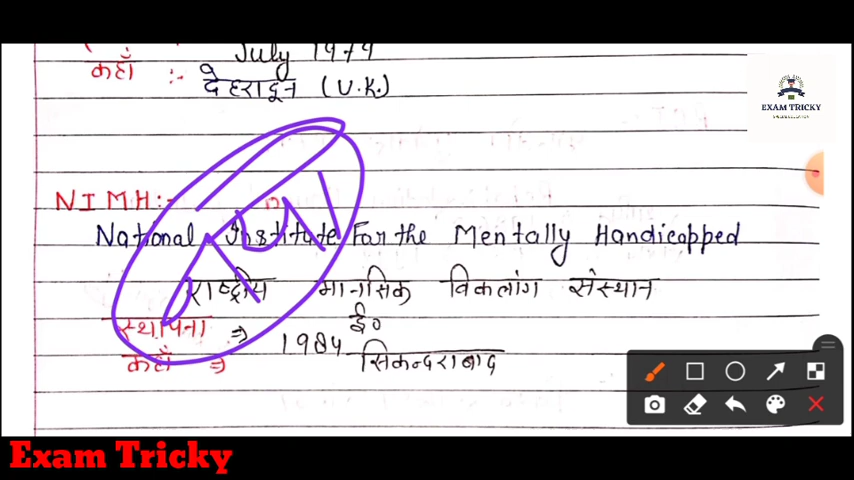 July 1979
कहाँ :- देहरादून (U.K.)
EXAM TRICKY
NIMH:-
National Institute For the Mentally Handicapped
राष्ट्रीय मानसिक विकलांग संस्थान
स्थापना ⇒ 1984 ई०
कहाँ ⇒ सिकन्दराबाद
Exam Tricky